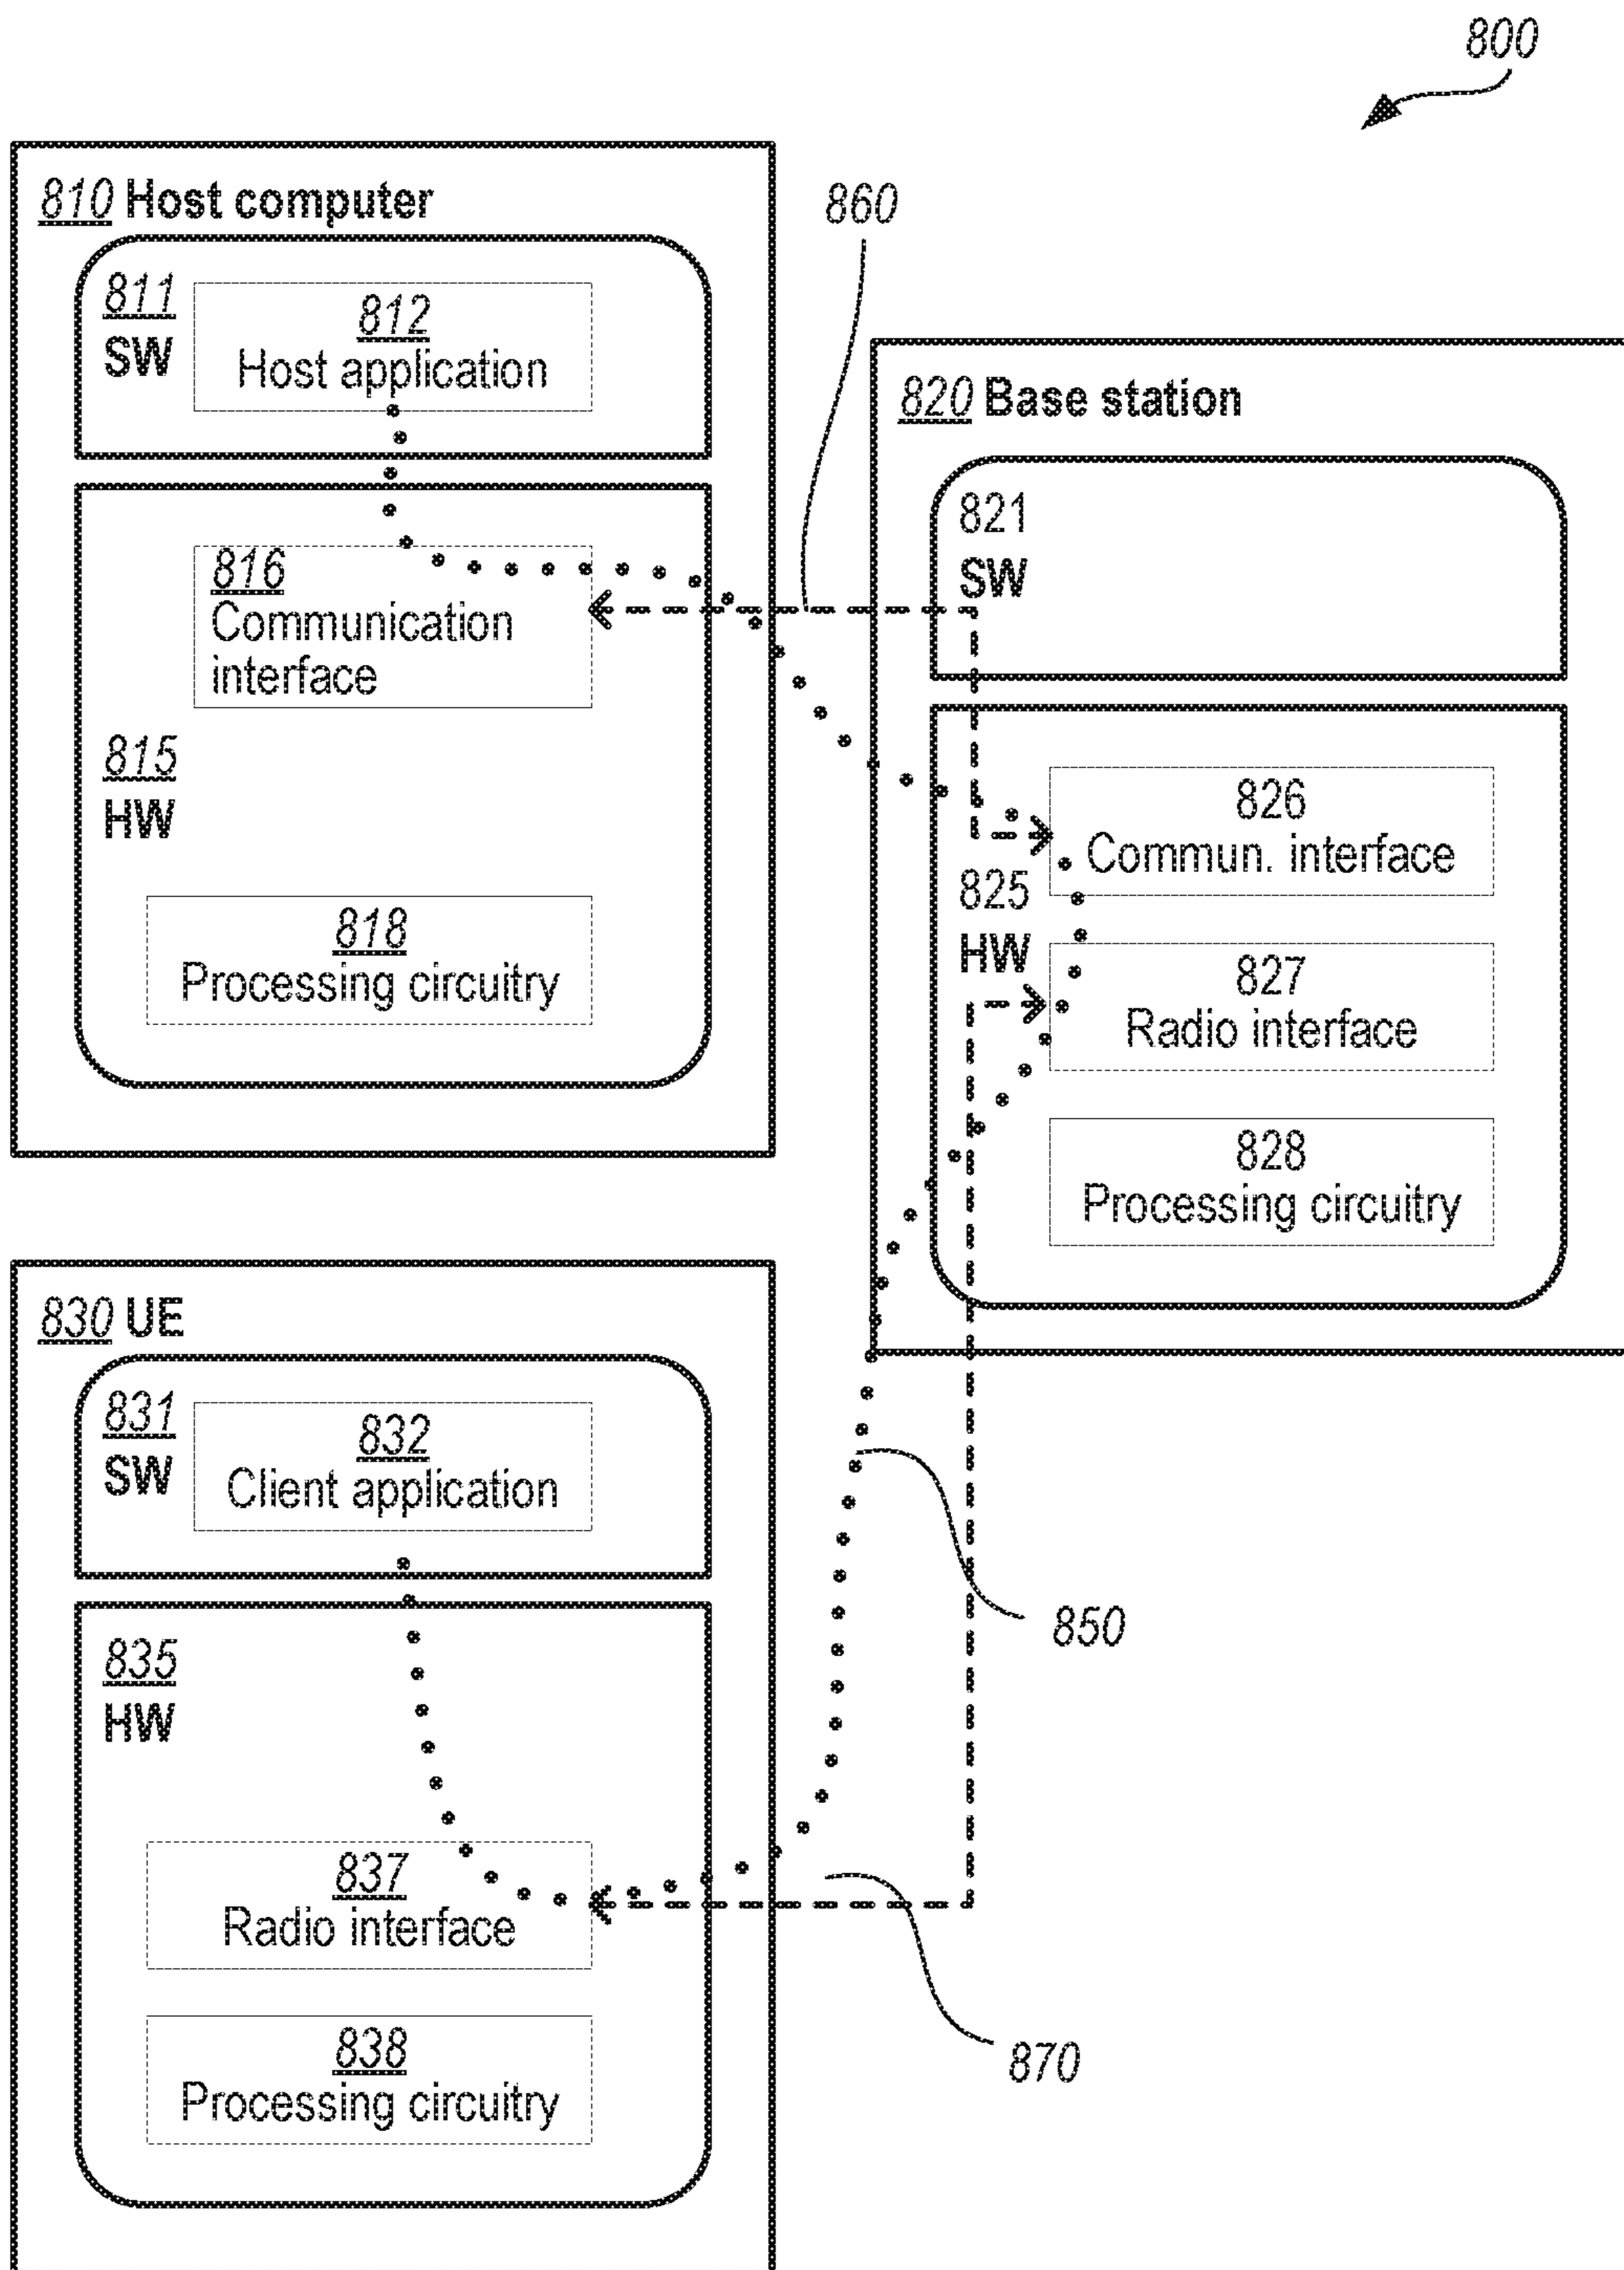 800
810 Host computer
811
SW
812
Host application
860
816
Communication
interface
815
HW
818
Processing circuitry
820 Base station
821
SW
826
Commun. interface
825
HW
827
Radio interface
828
Processing circuitry
830 UE
831
SW
832
Client application
835
HW
837
Radio interface
838
Processing circuitry
850
870